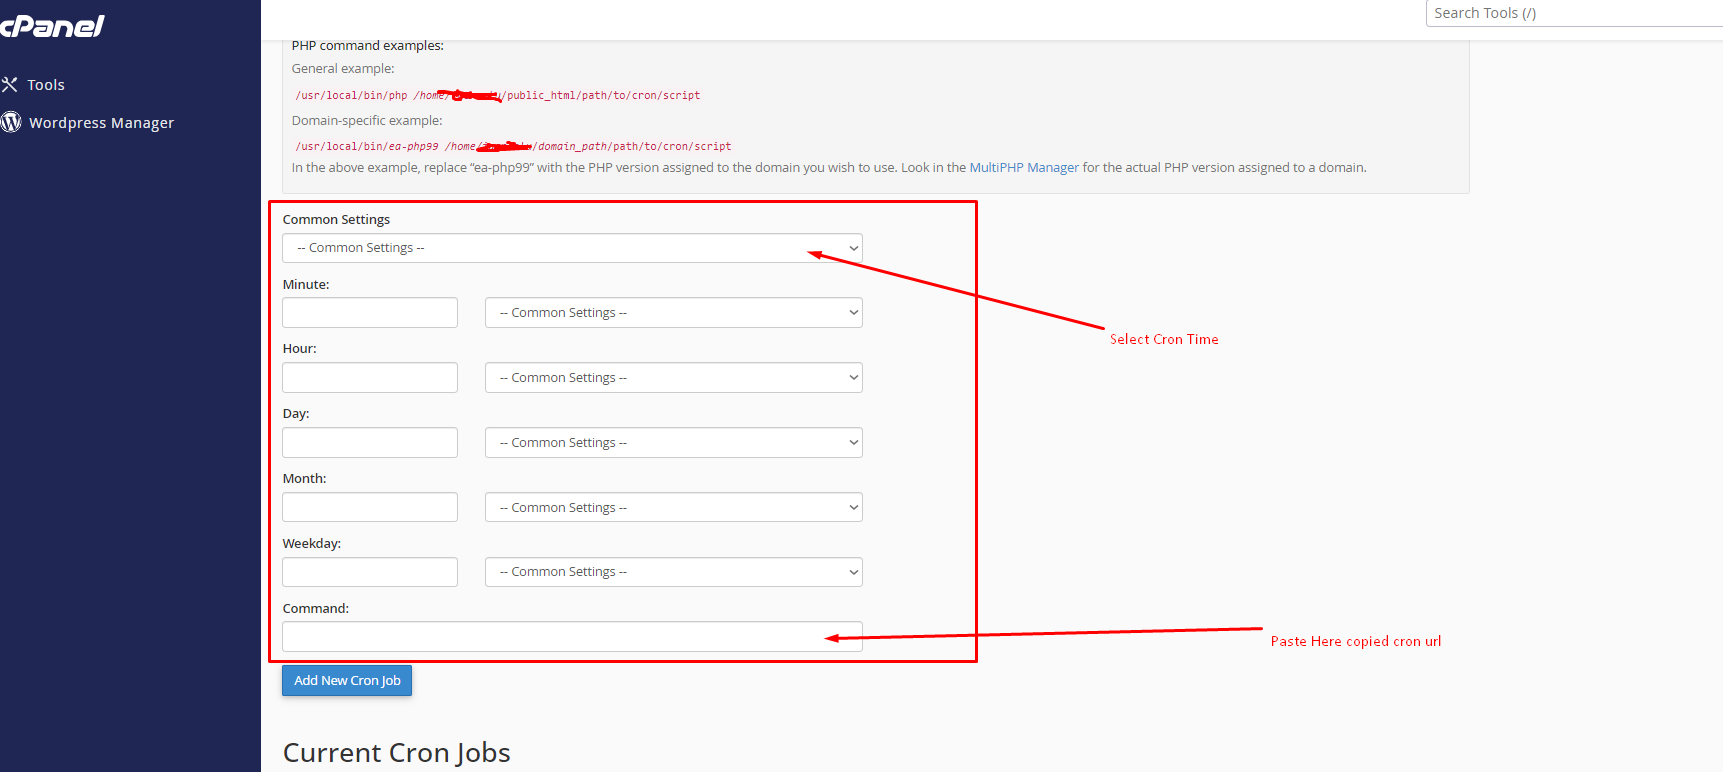 cPanel
Search Tools (/)
Tools
Wordpress Manager
PHP command examples:
General example:
/usr/local/bin/php /home/ /public_html/path/to/cron/script
Domain-specific example:
/usr/local/bin/ea-php99 /home/ /domain_path/path/to/cron/script
In the above example, replace “ea-php99” with the PHP version assigned to the domain you wish to use. Look in the MultiPHP Manager for the actual PHP version assigned to a domain.
Common Settings
-- Common Settings --
Minute:
-- Common Settings --
Select Cron Time
Hour:
-- Common Settings --
Day:
-- Common Settings --
Month:
-- Common Settings --
Weekday:
-- Common Settings --
Command:
Paste Here copied cron url
Add New Cron Job
Current Cron Jobs